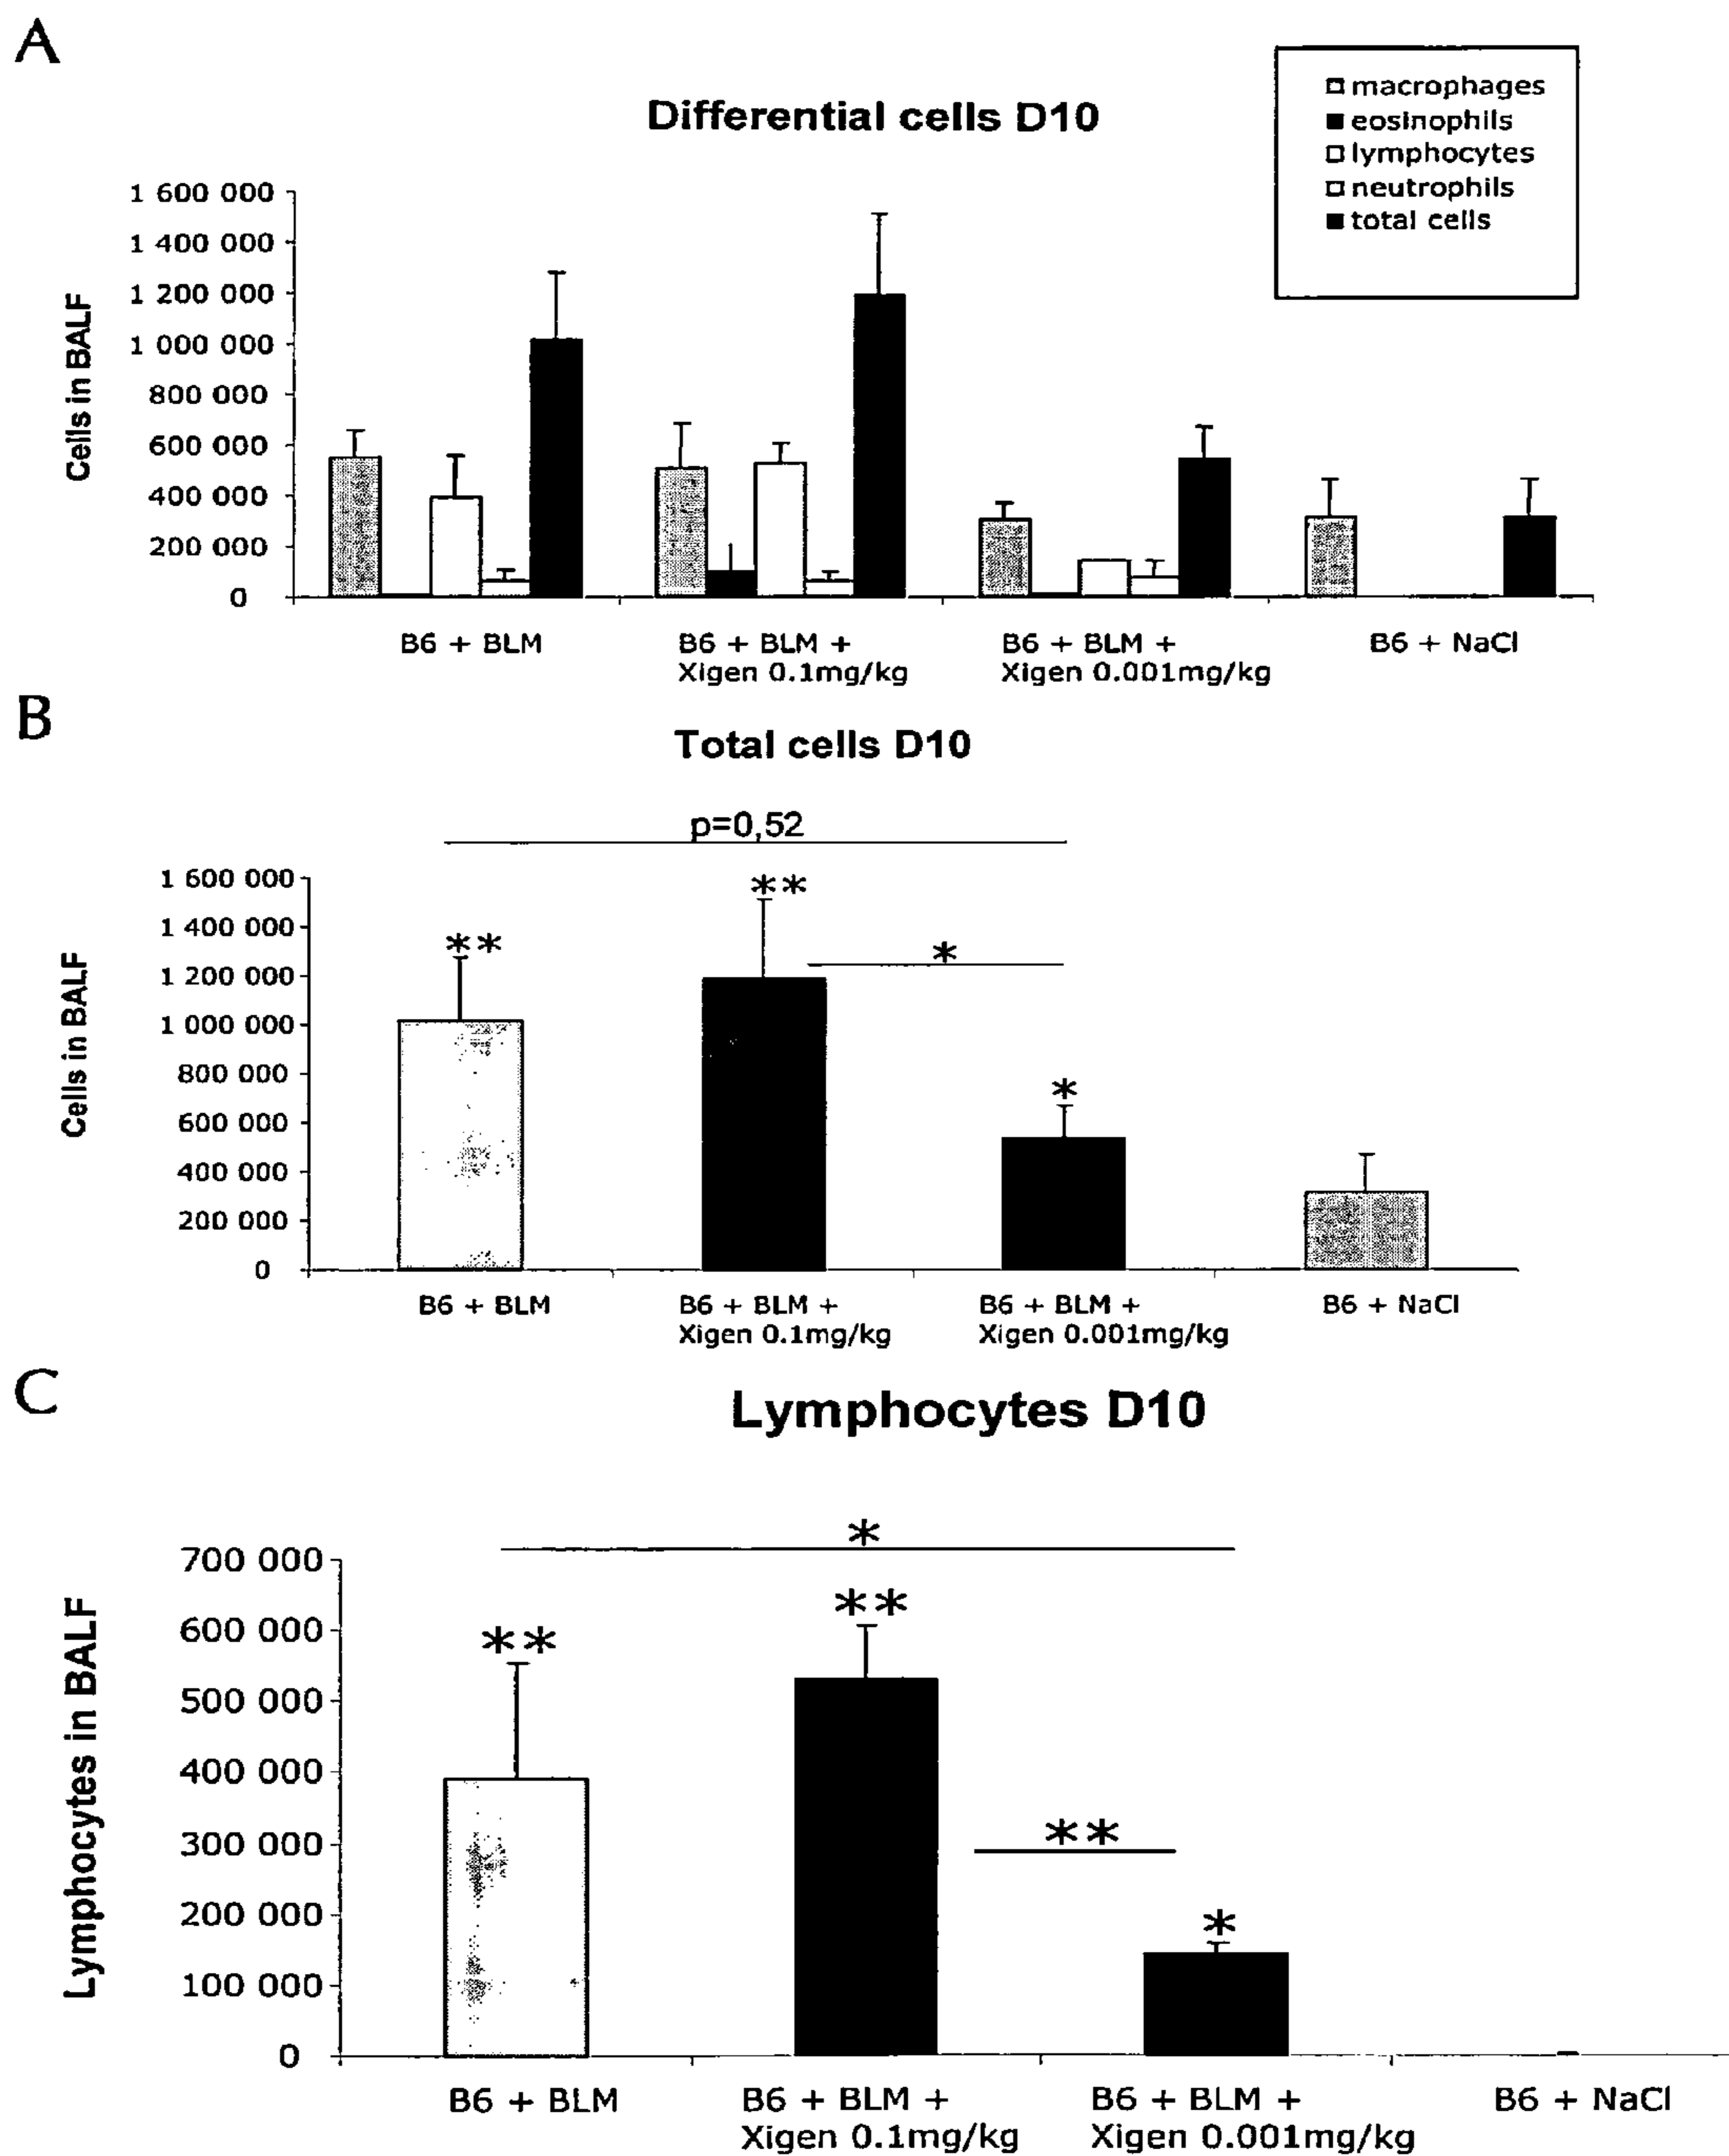 A
Differential cells D10
macrophages
eosinophils
lymphocytes
neutrophils
total cells
Cells in BALF
1 600 000
1 400 000
1 200 000
1 000 000
800 000
600 000
400 000
200 000
0
B6 + BLM
B6 + BLM +
Xigen 0.1mg/kg
B6 + BLM +
Xigen 0.001mg/kg
B6 + NaCl
B
Total cells D10
p=0,52
Cells in BALF
1 600 000
1 400 000
1 200 000
1 000 000
800 000
600 000
400 000
200 000
0
**
**
*
*
B6 + BLM
B6 + BLM +
Xigen 0.1mg/kg
B6 + BLM +
Xigen 0.001mg/kg
B6 + NaCl
C
Lymphocytes D10
Lymphocytes in BALF
700 000
600 000
500 000
400 000
300 000
200 000
100 000
0
*
**
**
**
*
B6 + BLM
B6 + BLM +
Xigen 0.1mg/kg
B6 + BLM +
Xigen 0.001mg/kg
B6 + NaCl